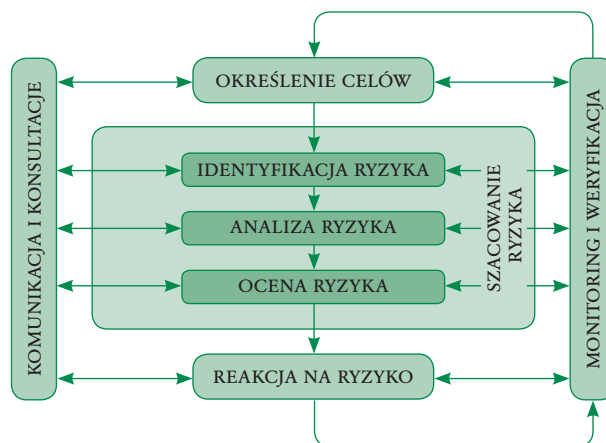 OKREŚLENIE CELÓW
KOMUNIKACJA I KONSULTACJE
IDENTYFIKACJA RYZYKA
ANALIZA RYZYKA
OCENA RYZYKA
SZACOWANIE
RYZYKA
MONITORING I WERYFIKACJA
REAKCJA NA RYZYKO